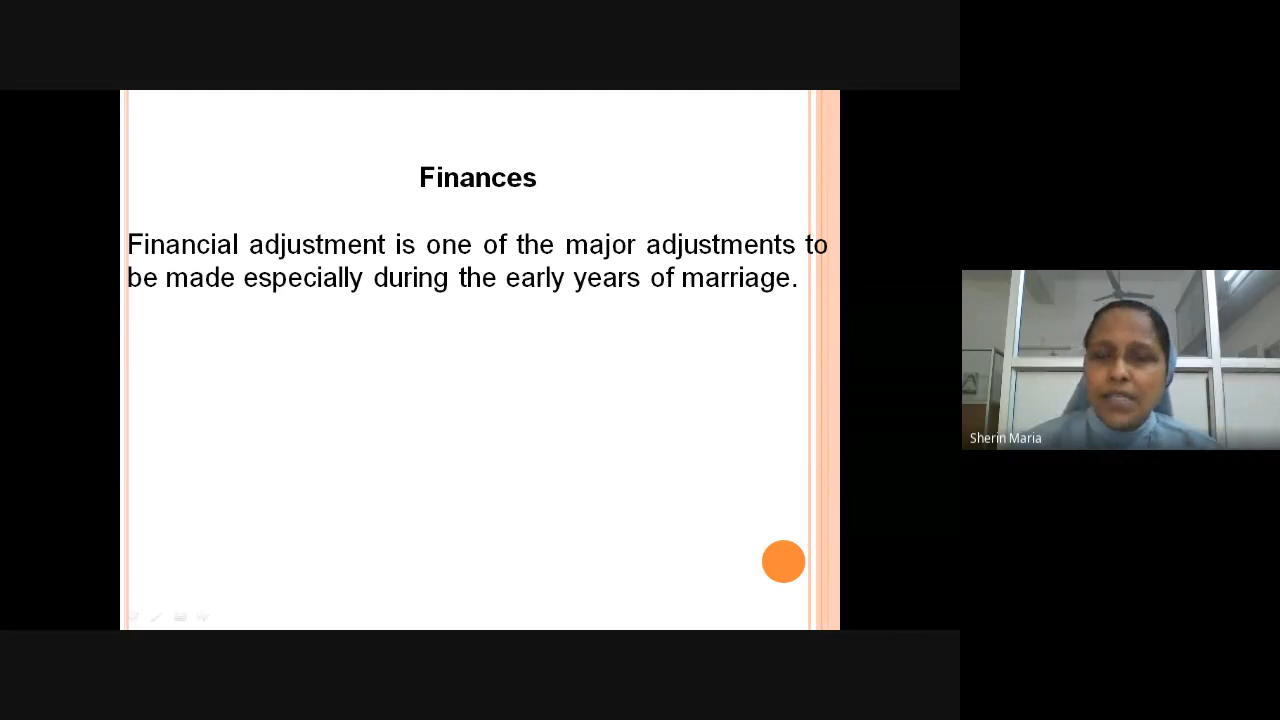 Finances
Financial adjustment is one of the major adjustments to
be made especially during the early years of marriage.
Sherin Maria